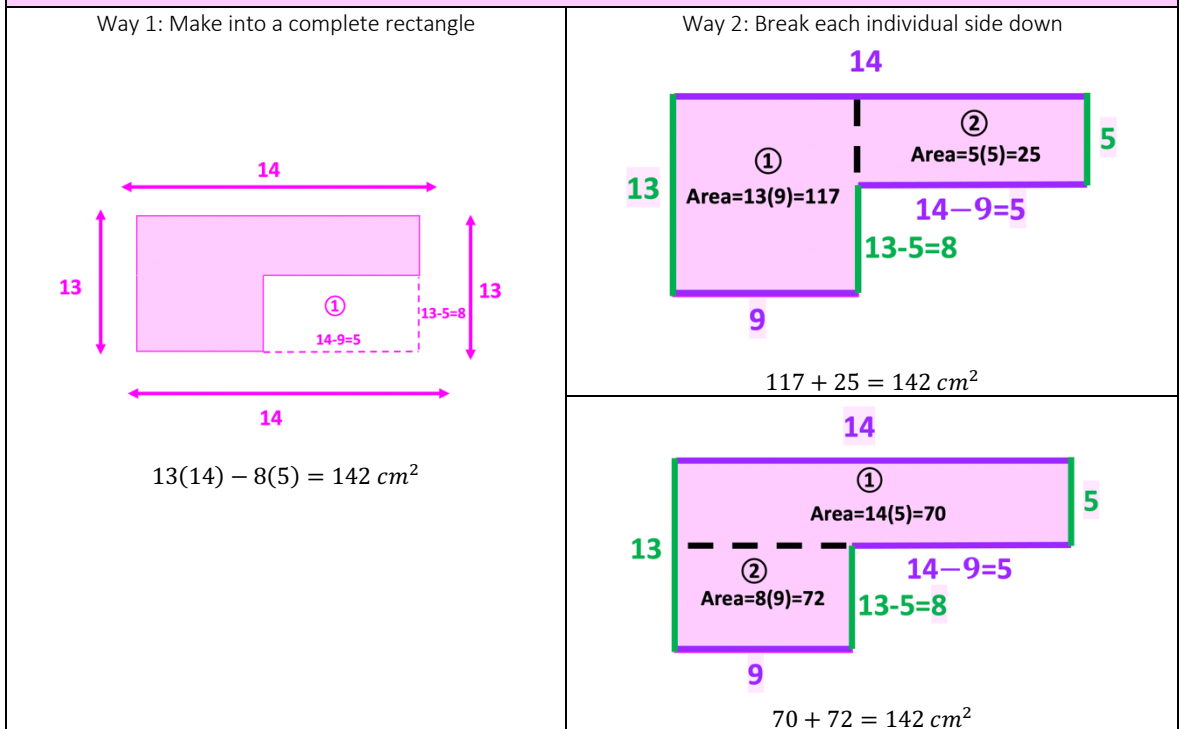 Way 1: Make into a complete rectangle
14
13
13
①
13-5=8
14-9=5
14
13(14) − 8(5) = 142 cm²
Way 2: Break each individual side down
14
②
Area=5(5)=25
5
①
Area=13(9)=117
13
14−9=5
13-5=8
9
117 + 25 = 142 cm²
14
①
Area=14(5)=70
5
13
②
Area=8(9)=72
14−9=5
13-5=8
9
70 + 72 = 142 cm²